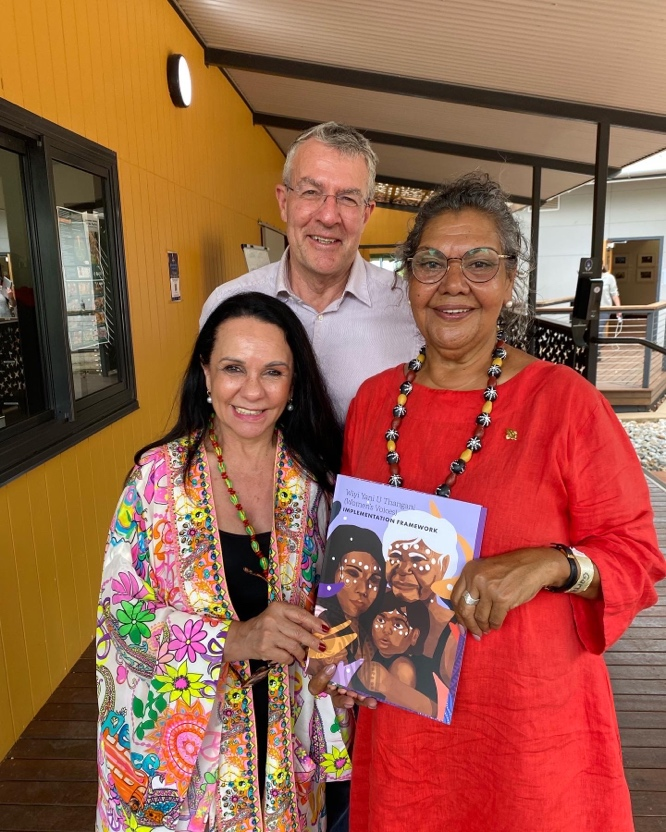 Wiyi Yani U Thangani
(Women's Voices)
IMPLEMENTATION FRAMEWORK